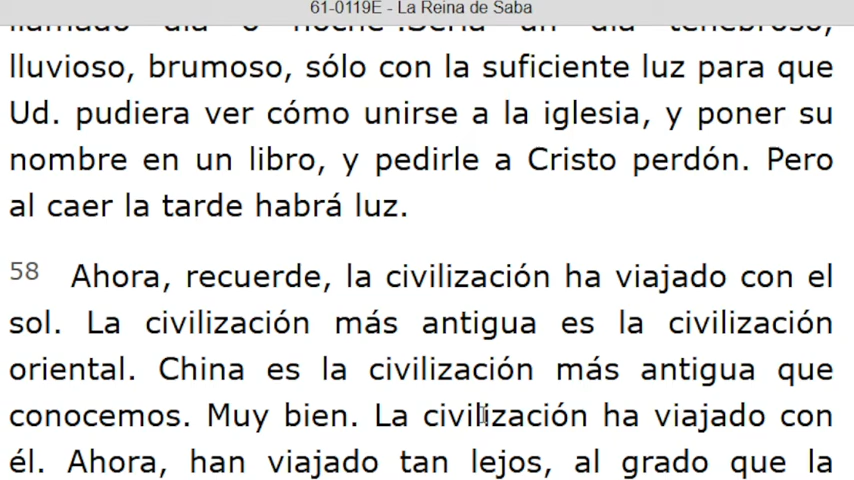 61-0119E - La Reina de Saba
llamado día o noche".Sería un día tenebroso,
lluvioso, brumoso, sólo con la suficiente luz para que
Ud. pudiera ver cómo unirse a la iglesia, y poner su
nombre en un libro, y pedirle a Cristo perdón. Pero
al caer la tarde habrá luz.
58 Ahora, recuerde, la civilización ha viajado con el
sol. La civilización más antigua es la civilización
oriental. China es la civilización más antigua que
conocemos. Muy bien. La civilización ha viajado con
él. Ahora, han viajado tan lejos, al grado que la